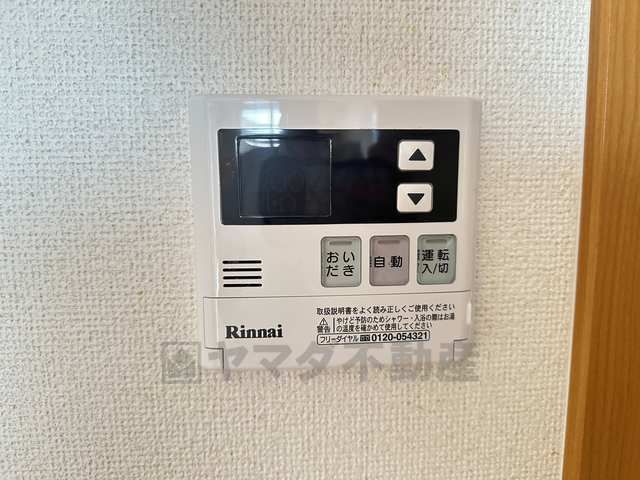 おい
だき
自動
運転
入/切
取扱説明書をよく読み正しくご使用ください
警告
やけど予防のためシャワー・入浴の際はお湯
の温度を確かめて使用してください
Rinnai
フリーダイヤル 0120-054321
ヤマダ不動産